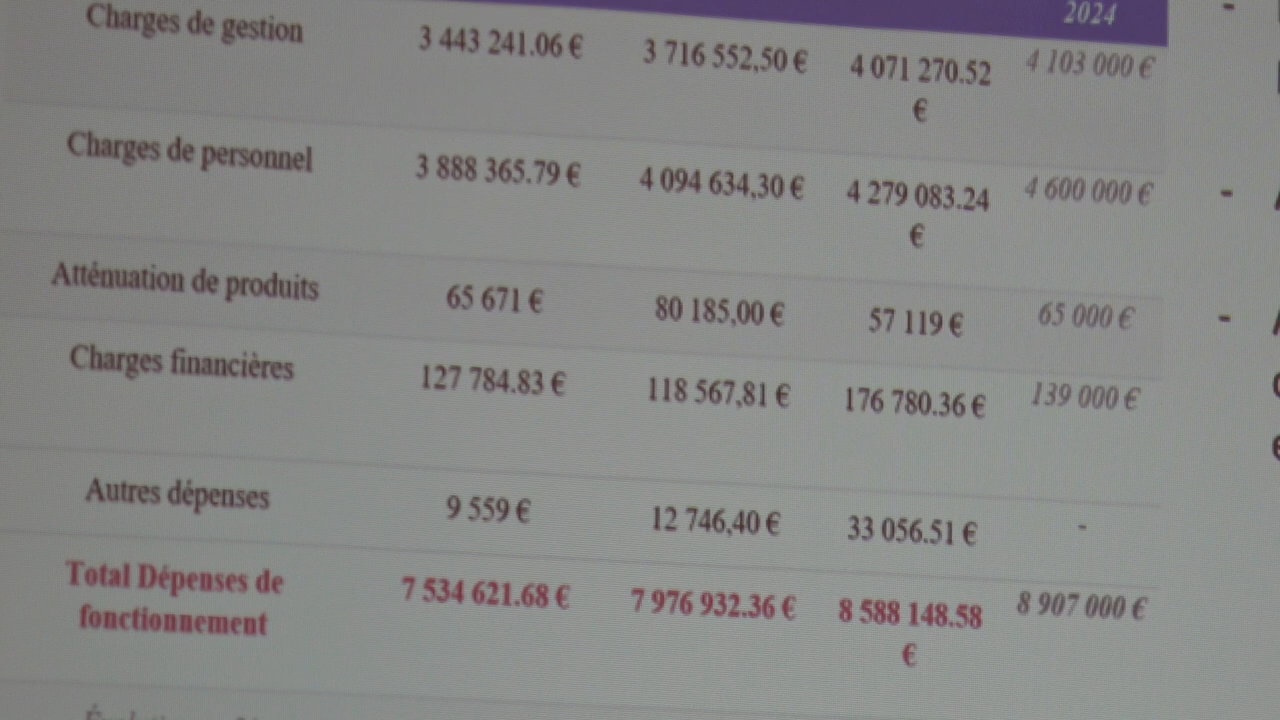 2024
Charges de gestion 3 443 241.06 € 3 716 552,50 € 4 071 270.52 € 4 103 000 €
Charges de personnel 3 888 365.79 € 4 094 634,30 € 4 279 083.24 € 4 600 000 €
Atténuation de produits 65 671 € 80 185,00 € 57 119 € 65 000 €
Charges financières 127 784.83 € 118 567,81 € 176 780.36 € 139 000 €
Autres dépenses 9 559 € 12 746,40 € 33 056.51 € -
Total Dépenses de fonctionnement 7 534 621.68 € 7 976 932.36 € 8 588 148.58 € 8 907 000 €